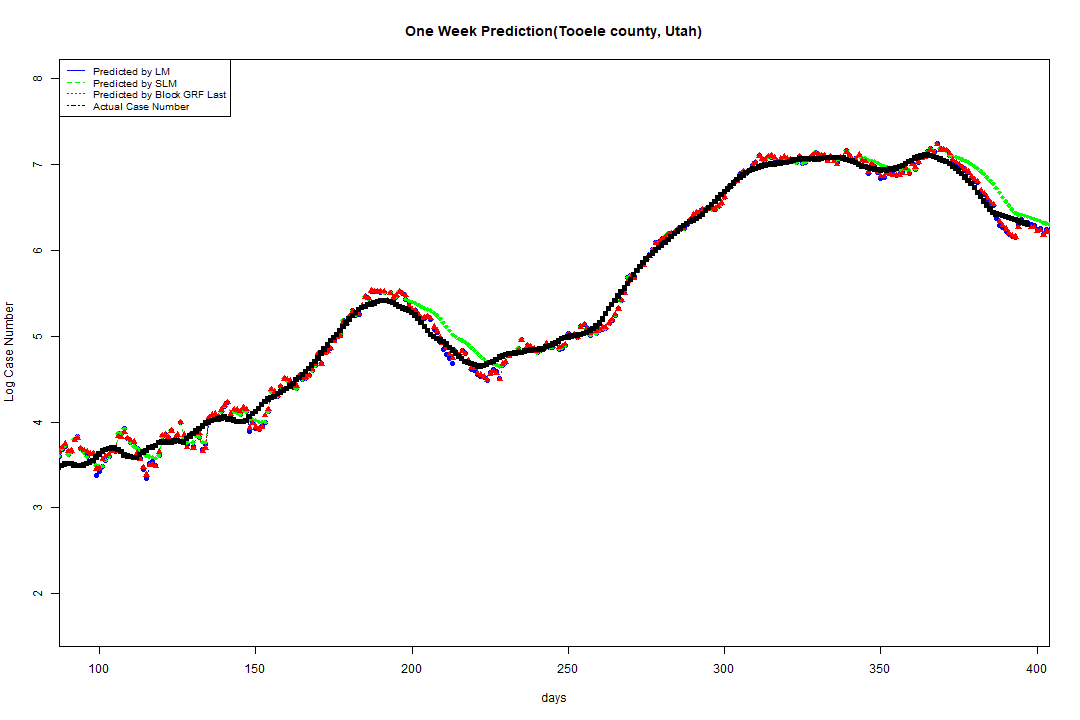 One Week Prediction(Tooele county, Utah)
Predicted by LM
Predicted by SLM
Predicted by Block GRF Last
Actual Case Number
8
7
6
5
4
3
2
Log Case Number
100 150 200 250 300 350 400
days